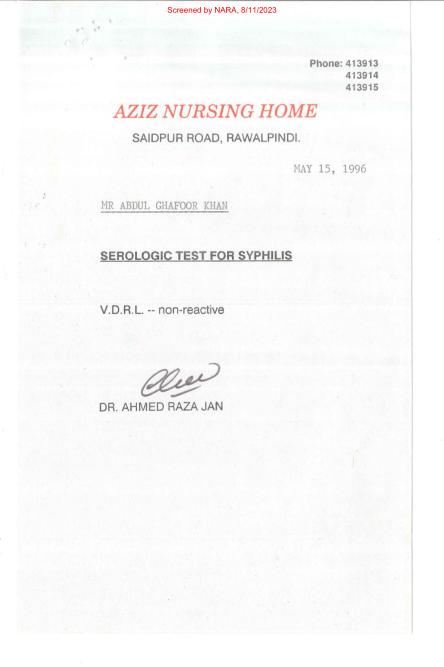 Screened by NARA, 8/11/2023
Phone: 413913
413914
413915
AZIZ NURSING HOME
SAIDPUR ROAD, RAWALPINDI.
MAY 15, 1996
MR ABDUL GHAFOOR KHAN
SEROLOGIC TEST FOR SYPHILIS
V.D.R.L. -- non-reactive
DR. AHMED RAZA JAN